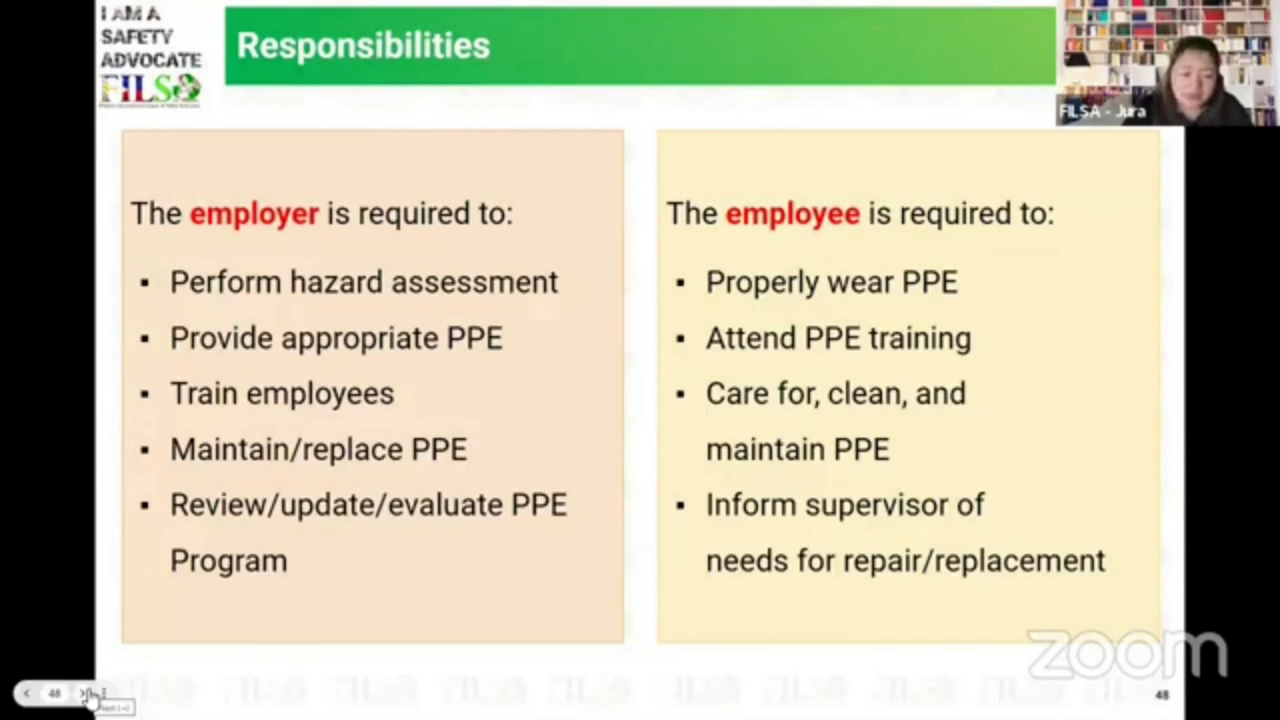 I AM A
SAFETY
ADVOCATE
FILSA
Responsibilities
FILSA - Jura
The employer is required to:
▪ Perform hazard assessment
▪ Provide appropriate PPE
▪ Train employees
▪ Maintain/replace PPE
▪ Review/update/evaluate PPE
Program
The employee is required to:
▪ Properly wear PPE
▪ Attend PPE training
▪ Care for, clean, and
maintain PPE
▪ Inform supervisor of
needs for repair/replacement
zoom
48
48